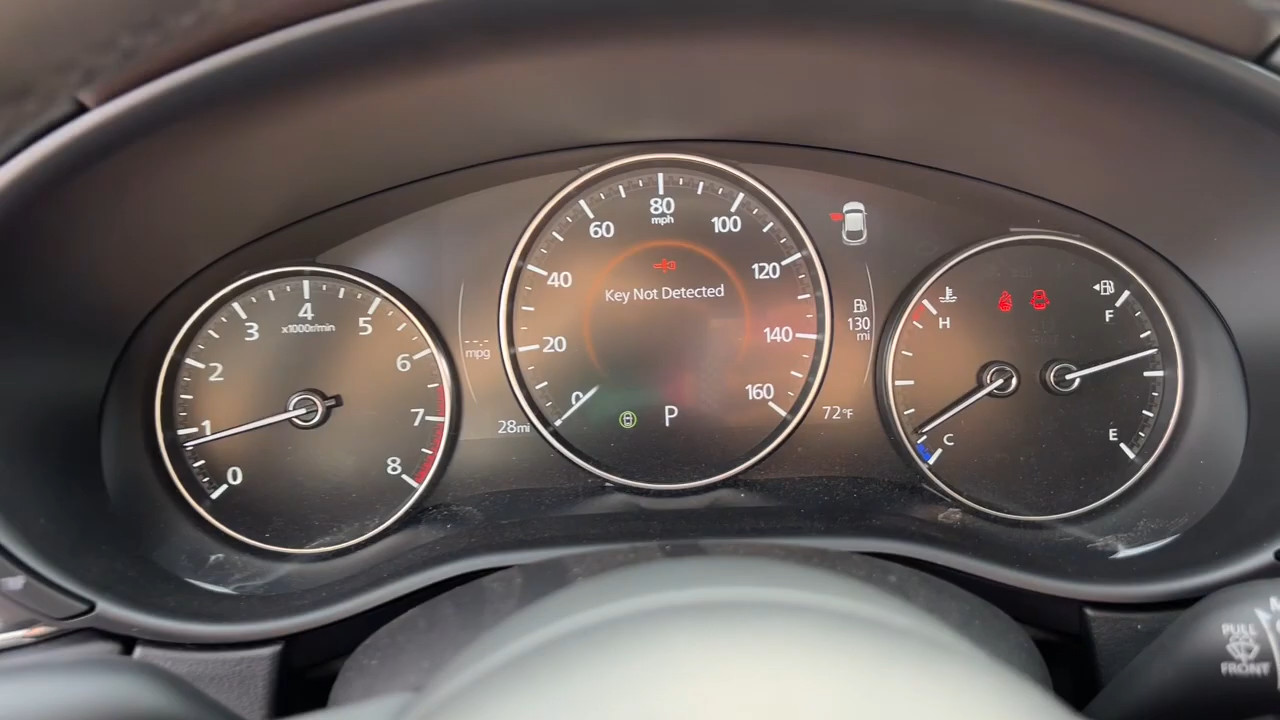 0
1
2
3
4
5
6
7
8
x1000r/min
--.- mpg
28mi
0
20
40
60
80
100
120
140
160
mph
Key Not Detected
P
130
mi
72°F
H
C
F
E
PULL
FRONT